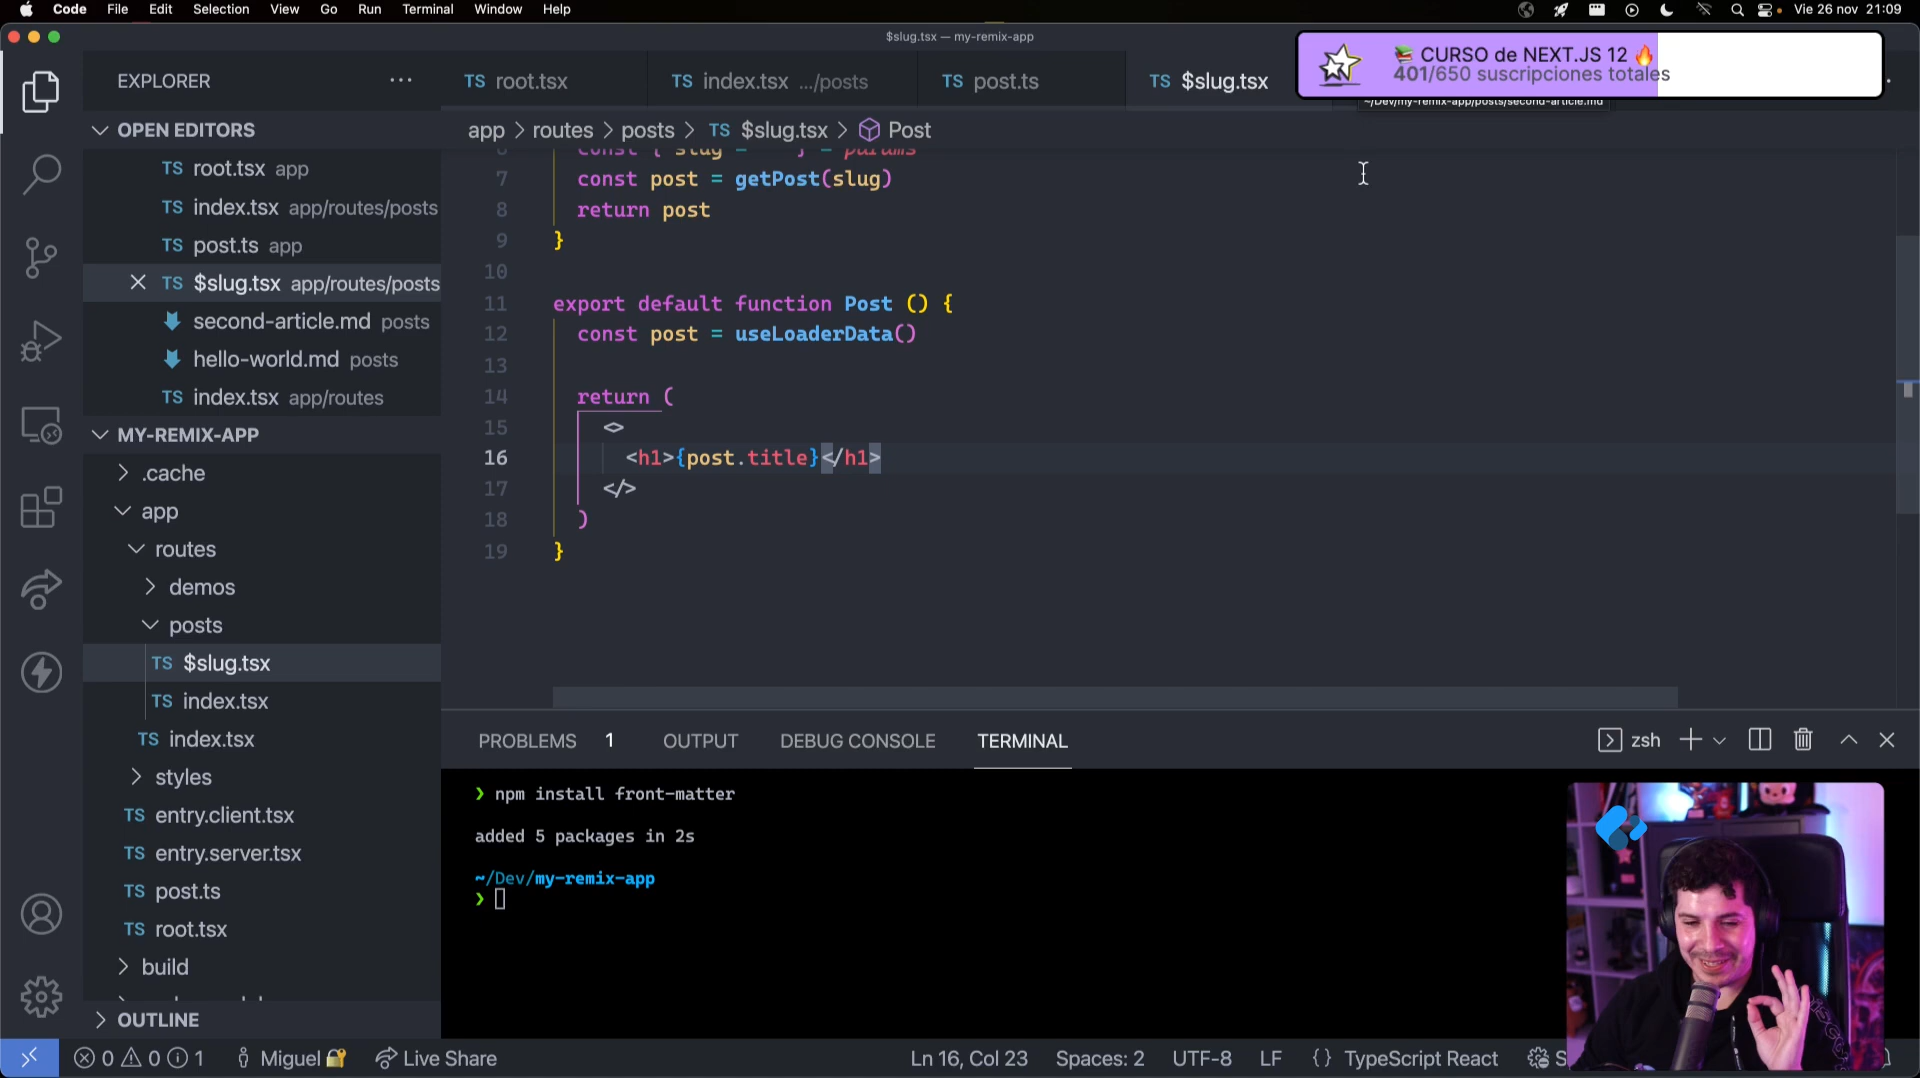 Code File Edit Selection View Go Run Terminal Window Help
Vie 26 nov 21:09
$slug.tsx — my-remix-app
CURSO de NEXT.JS 12
401/650 suscripciones totales
~/Dev/my-remix-app/posts/second-article.md
EXPLORER
TS root.tsx
TS index.tsx .../posts
TS post.ts
TS $slug.tsx
OPEN EDITORS
TS root.tsx app
TS index.tsx app/routes/posts
TS post.ts app
TS $slug.tsx app/routes/posts
second-article.md posts
hello-world.md posts
TS index.tsx app/routes
MY-REMIX-APP
.cache
app
routes
demos
posts
TS $slug.tsx
TS index.tsx
TS index.tsx
styles
TS entry.client.tsx
TS entry.server.tsx
TS post.ts
TS root.tsx
build
OUTLINE
app > routes > posts > TS $slug.tsx > Post
6 const { slug = } = params
7 const post = getPost(slug)
8 return post
9 }
10
11 export default function Post () {
12 const post = useLoaderData()
13
14 return (
15 <>
16 <h1>{post.title}</h1>
17 </>
18 )
19 }
PROBLEMS 1 OUTPUT DEBUG CONSOLE TERMINAL
zsh
❯ npm install front-matter
added 5 packages in 2s
~/Dev/my-remix-app
❯
0 0 1 Miguel Live Share
Ln 16, Col 23 Spaces: 2 UTF-8 LF {} TypeScript React